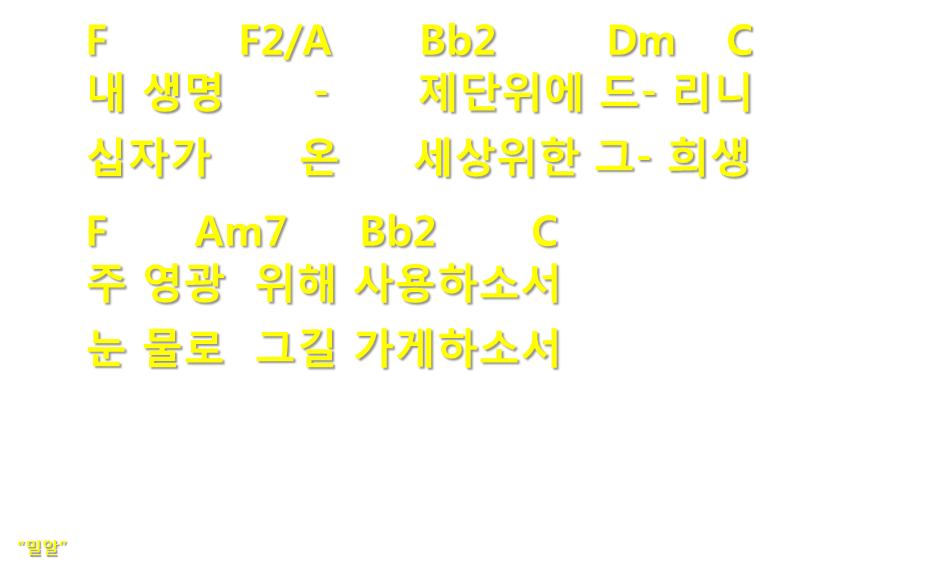 F F2/A Bb2 Dm C
내 생명 - 제단위에 드- 리니
십자가 온 세상위한 그- 희생
F Am7 Bb2 C
주 영광 위해 사용하소서
눈 물로 그길 가게하소서
“밀알”